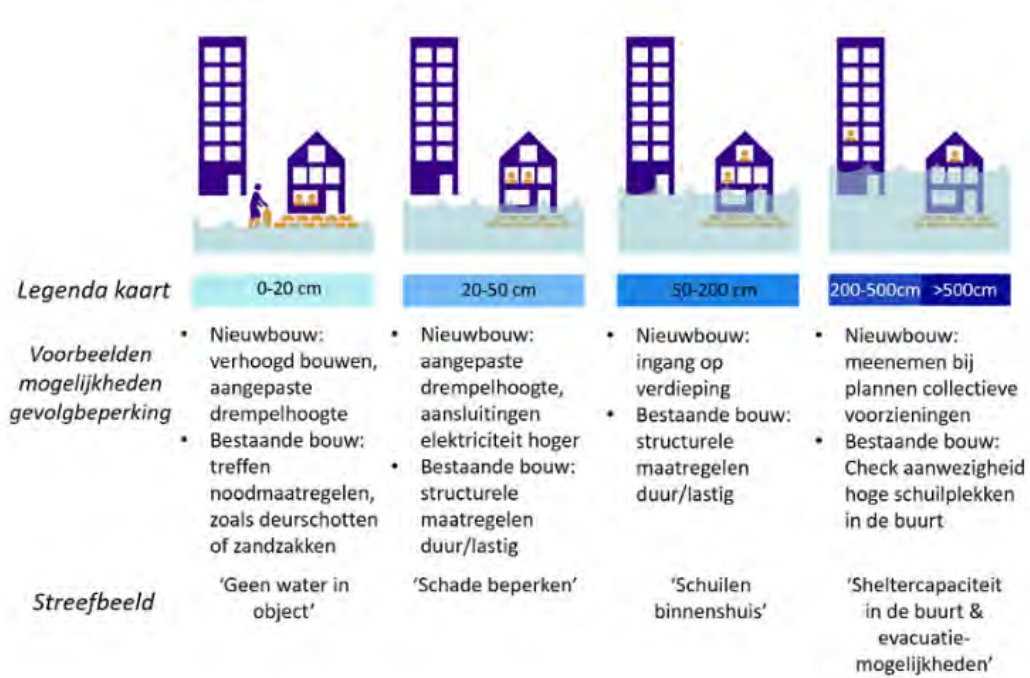 Legenda kaart
0-20 cm
20-50 cm
50-200 cm
200-500cm
>500cm
Voorbeelden
mogelijkheden
gevolgbeperking
• Nieuwbouw:
verhoogd bouwen,
aangepaste
drempelhoogte
• Bestaande bouw:
treffen
noodmaatregelen,
zoals deurschotten
of zandzakken
• Nieuwbouw:
aangepaste
drempelhoogte,
aansluitingen
elektriciteit hoger
• Bestaande bouw:
structurele
maatregelen
duur/lastig
• Nieuwbouw:
ingang op
verdieping
• Bestaande bouw:
structurele
maatregelen
duur/lastig
• Nieuwbouw:
meenemen bij
plannen collectieve
voorzieningen
• Bestaande bouw:
Check aanwezigheid
hoge schuilplekken
in de buurt
Streefbeeld
'Geen water in
object'
'Schade beperken'
'Schuilen
binnenshuis'
'Sheltercapaciteit
in de buurt &
evacuatie-
mogelijkheden'